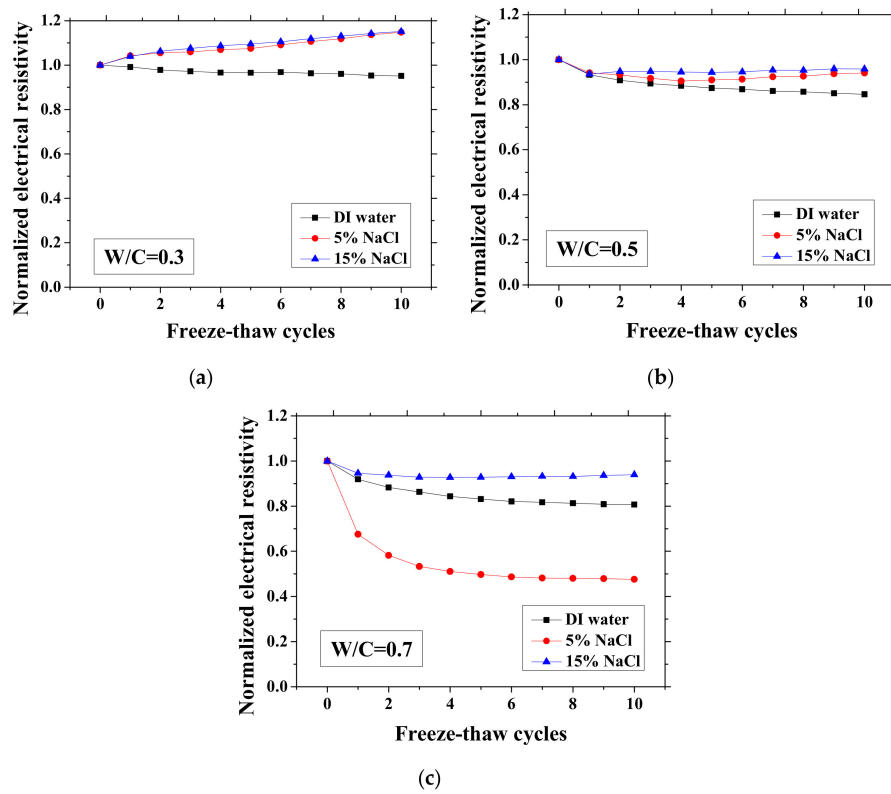 1.2
1.0
0.8
0.6
0.4
0.2
0.0
Normalized electrical resistivity
DI water
5% NaCl
15% NaCl
W/C=0.3
0 2 4 6 8 10
Freeze-thaw cycles
(a)
1.2
1.0
0.8
0.6
0.4
0.2
0.0
Normalized electrical resistivity
DI water
5% NaCl
15% NaCl
W/C=0.5
0 2 4 6 8 10
Freeze-thaw cycles
(b)
1.2
1.0
0.8
0.6
0.4
0.2
0.0
Normalized electrical resistivity
DI water
5% NaCl
15% NaCl
W/C=0.7
0 2 4 6 8 10
Freeze-thaw cycles
(c)